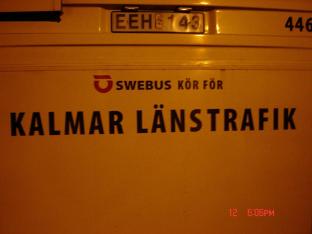 EEH 143
446
SWEBUS KÖR FÖR
KALMAR LÄNSTRAFIK
12 6:06PM